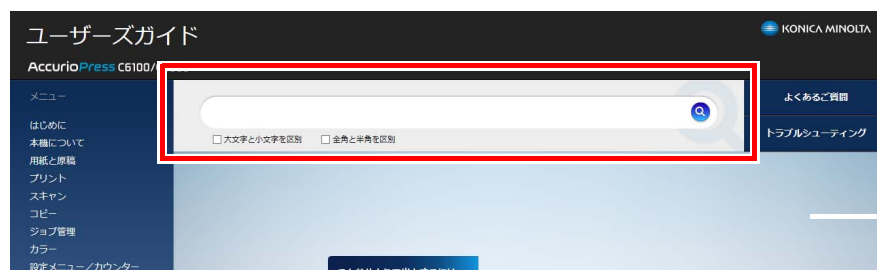 ユーザーズガイド
KONICA MINOLTA
AccurioPress C6100/
メニュー
よくあるご質問
はじめに
大文字と小文字を区別 全角と半角を区別
トラブルシューティング
本機について
用紙と原稿
プリント
スキャン
コピー
ジョブ管理
カラー
設定メニュー／カウンター